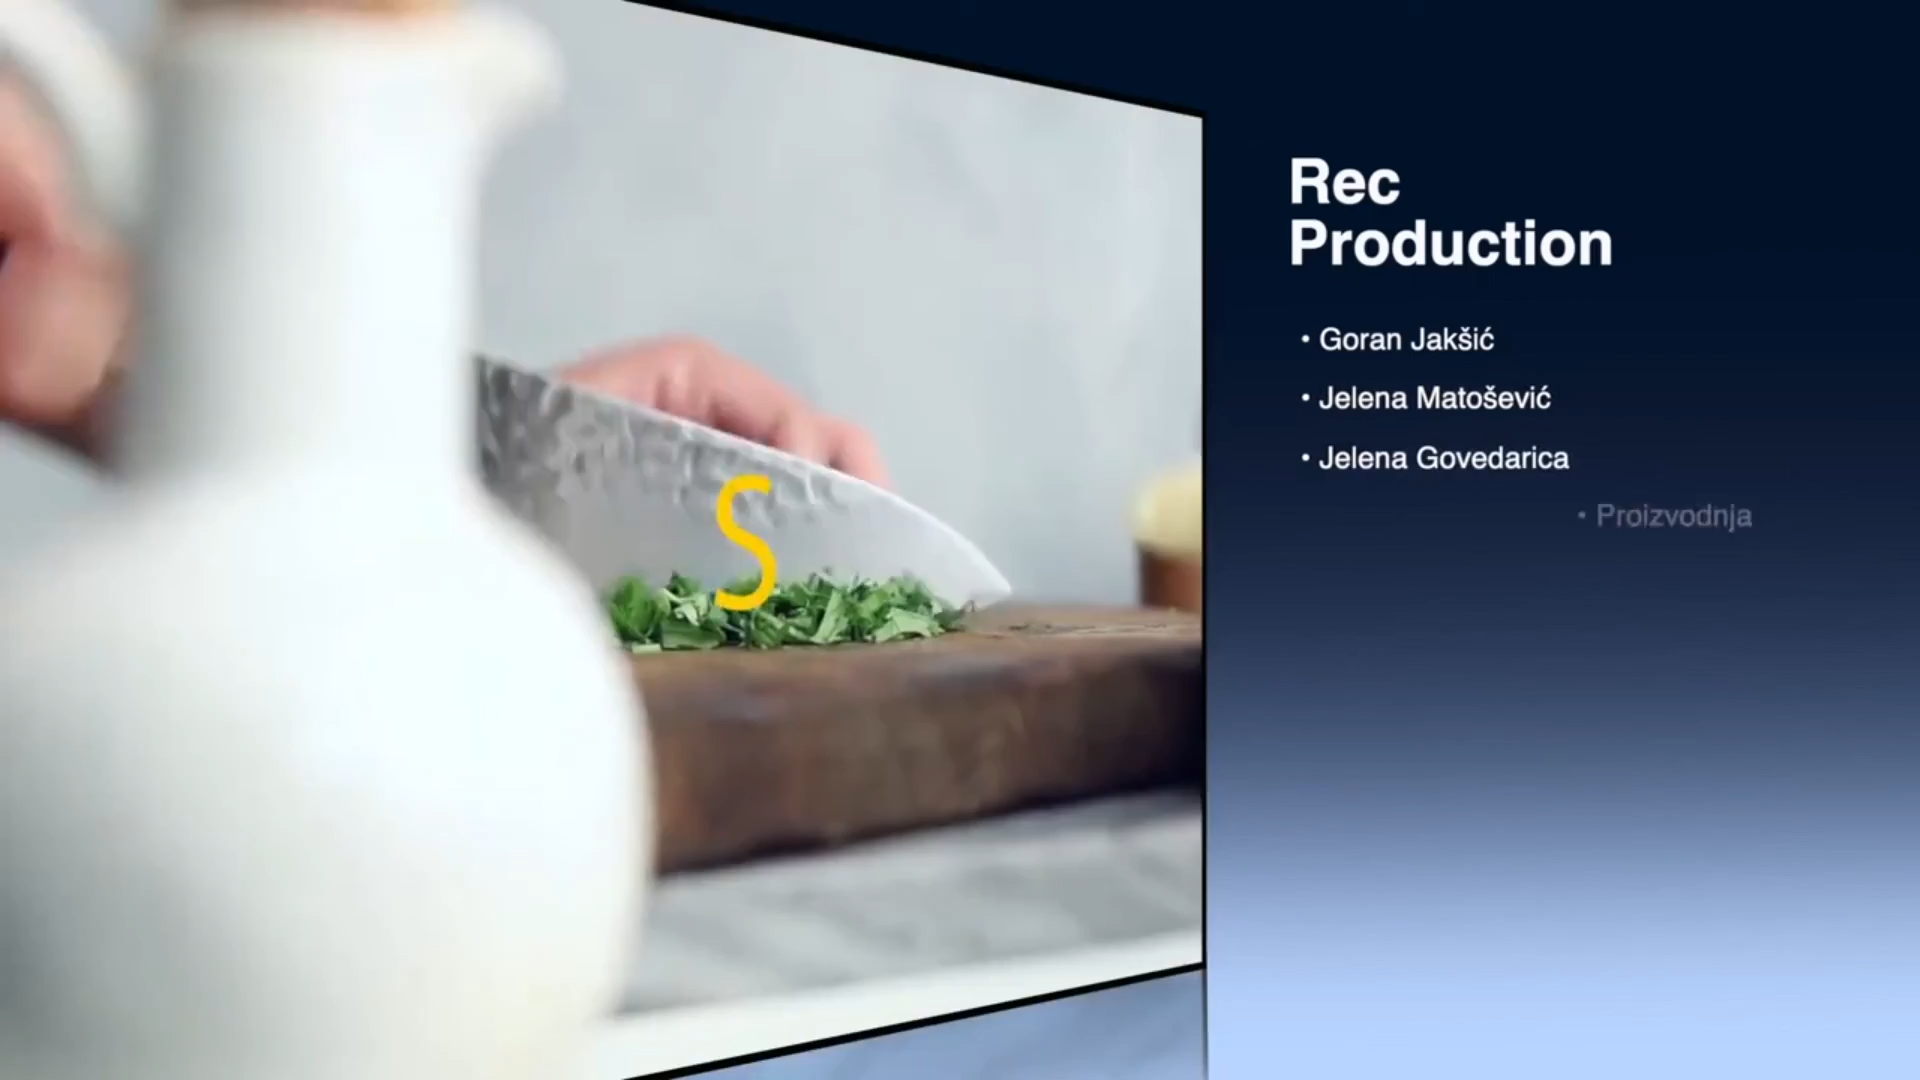 S
Rec
Production
• Goran Jakšić
• Jelena Matošević
• Jelena Govedarica
• Proizvodnja